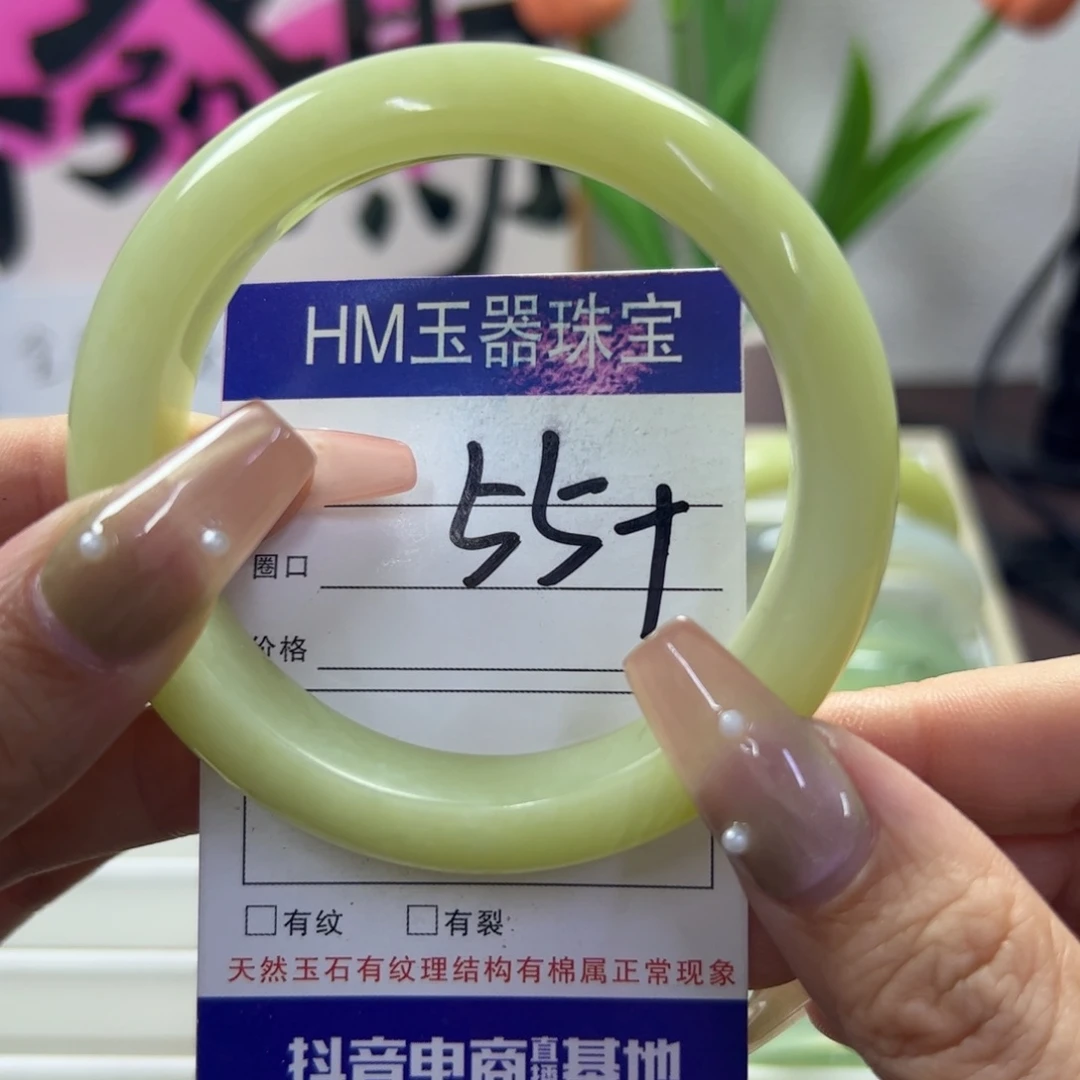 HM玉器珠宝
55+
圈口
价格
□有纹 □有裂
天然玉石有纹理结构有棉属正常现象
抖音电商直播基地